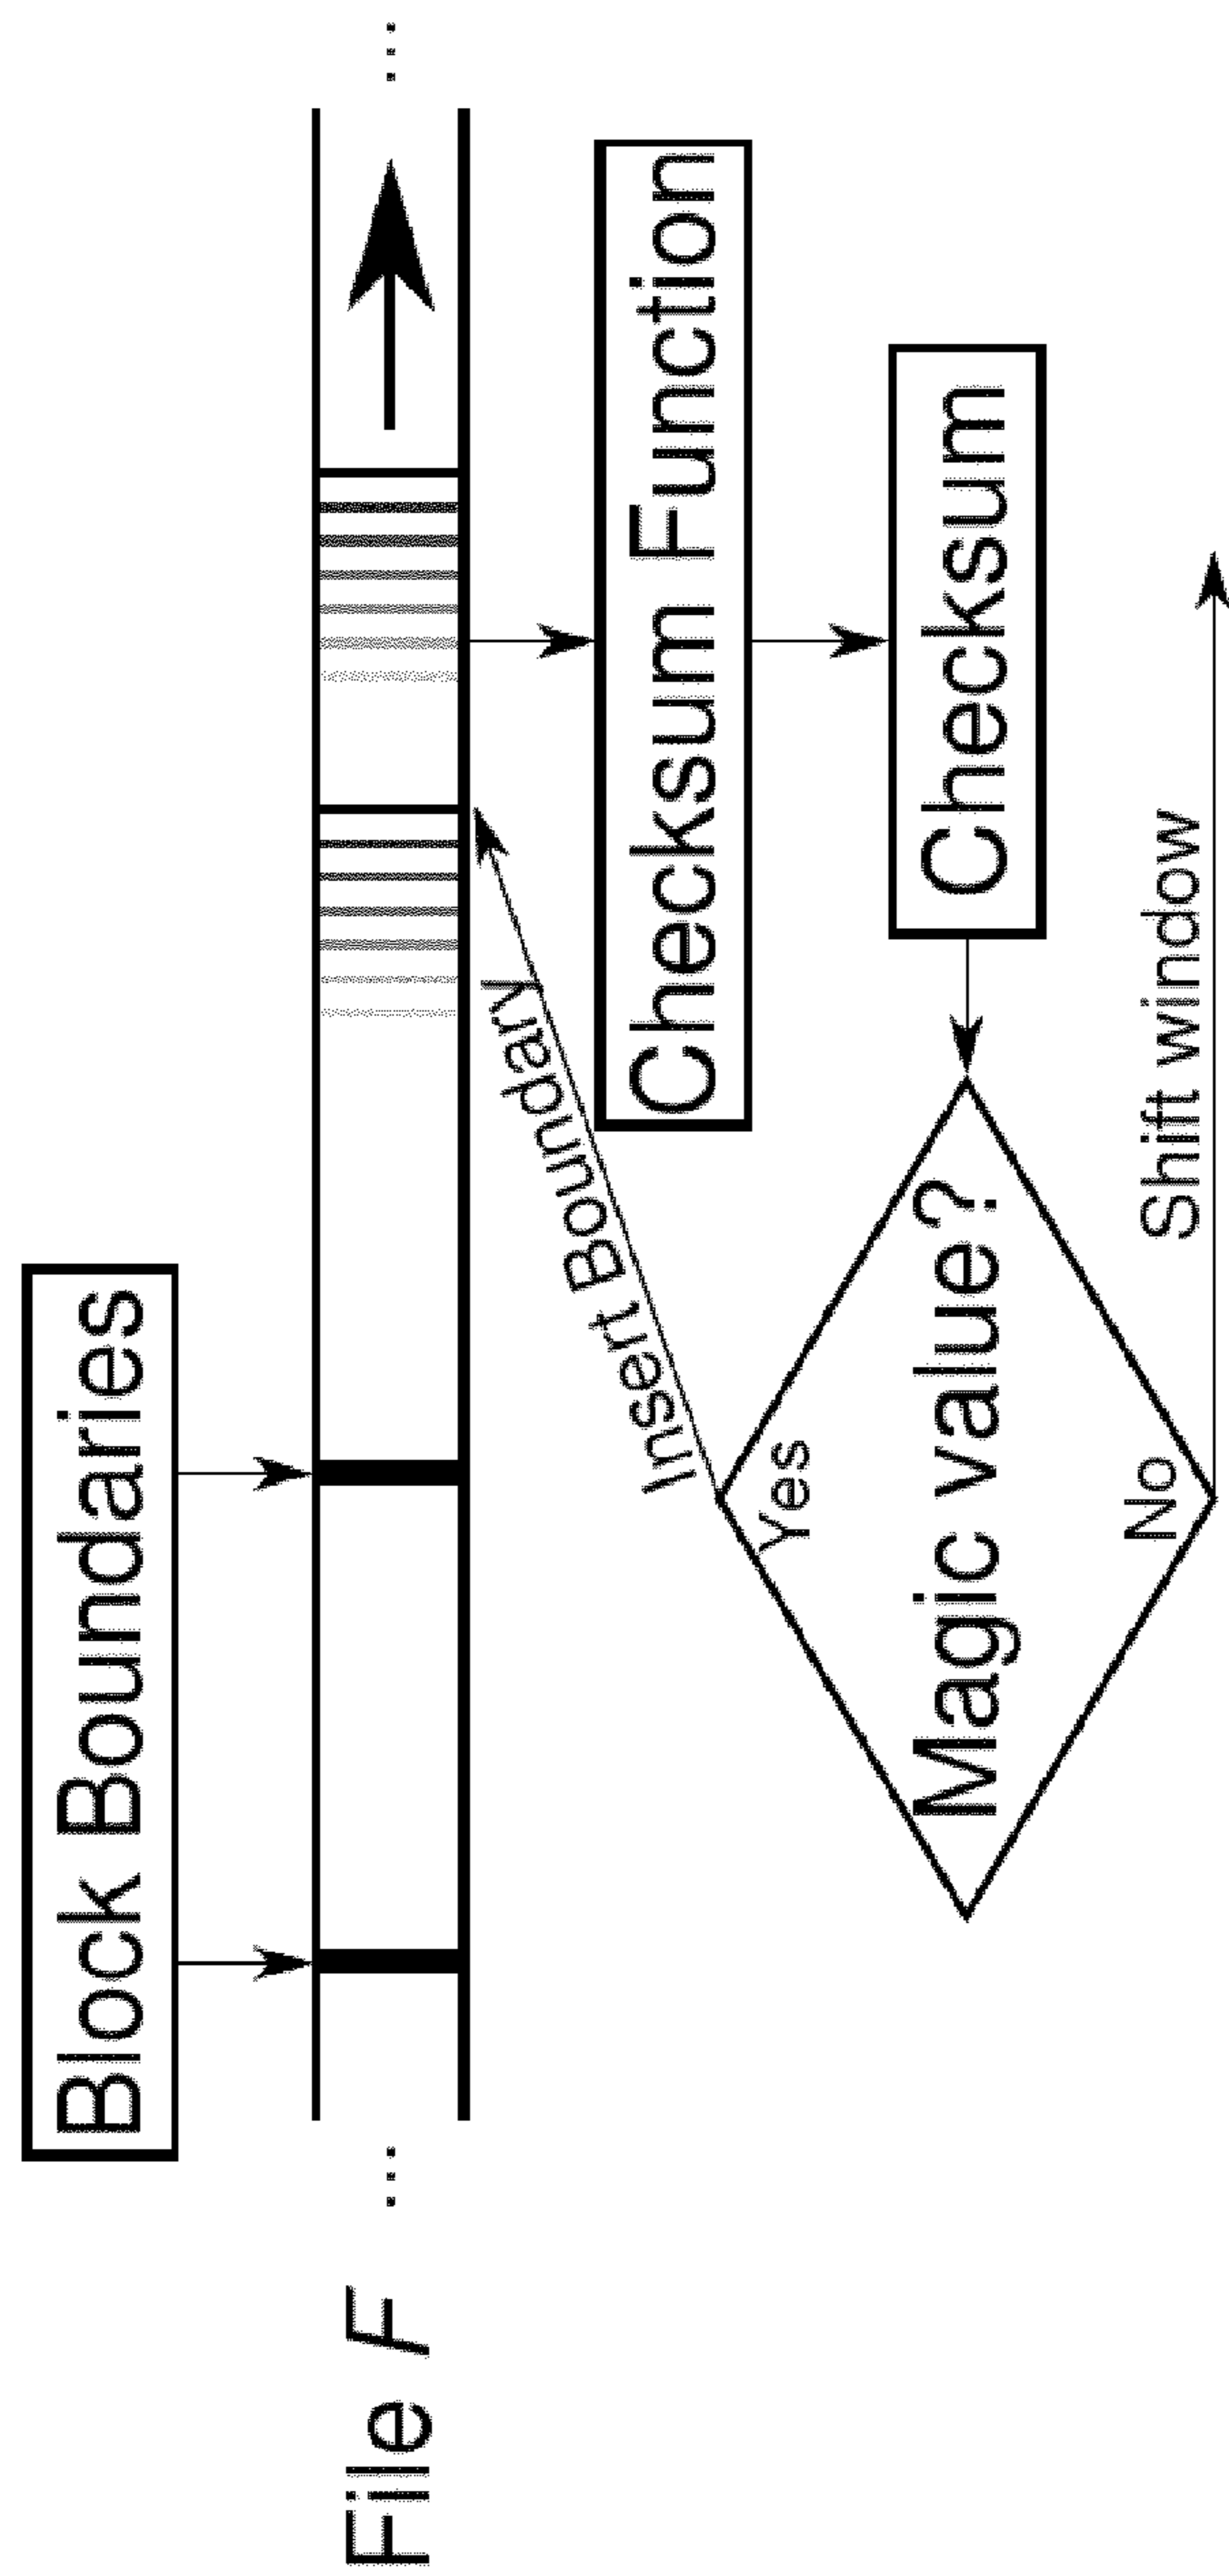 Block Boundaries
File F
...
...
Insert Boundary
Checksum Function
Checksum
Magic value?
Yes
No
Shift window